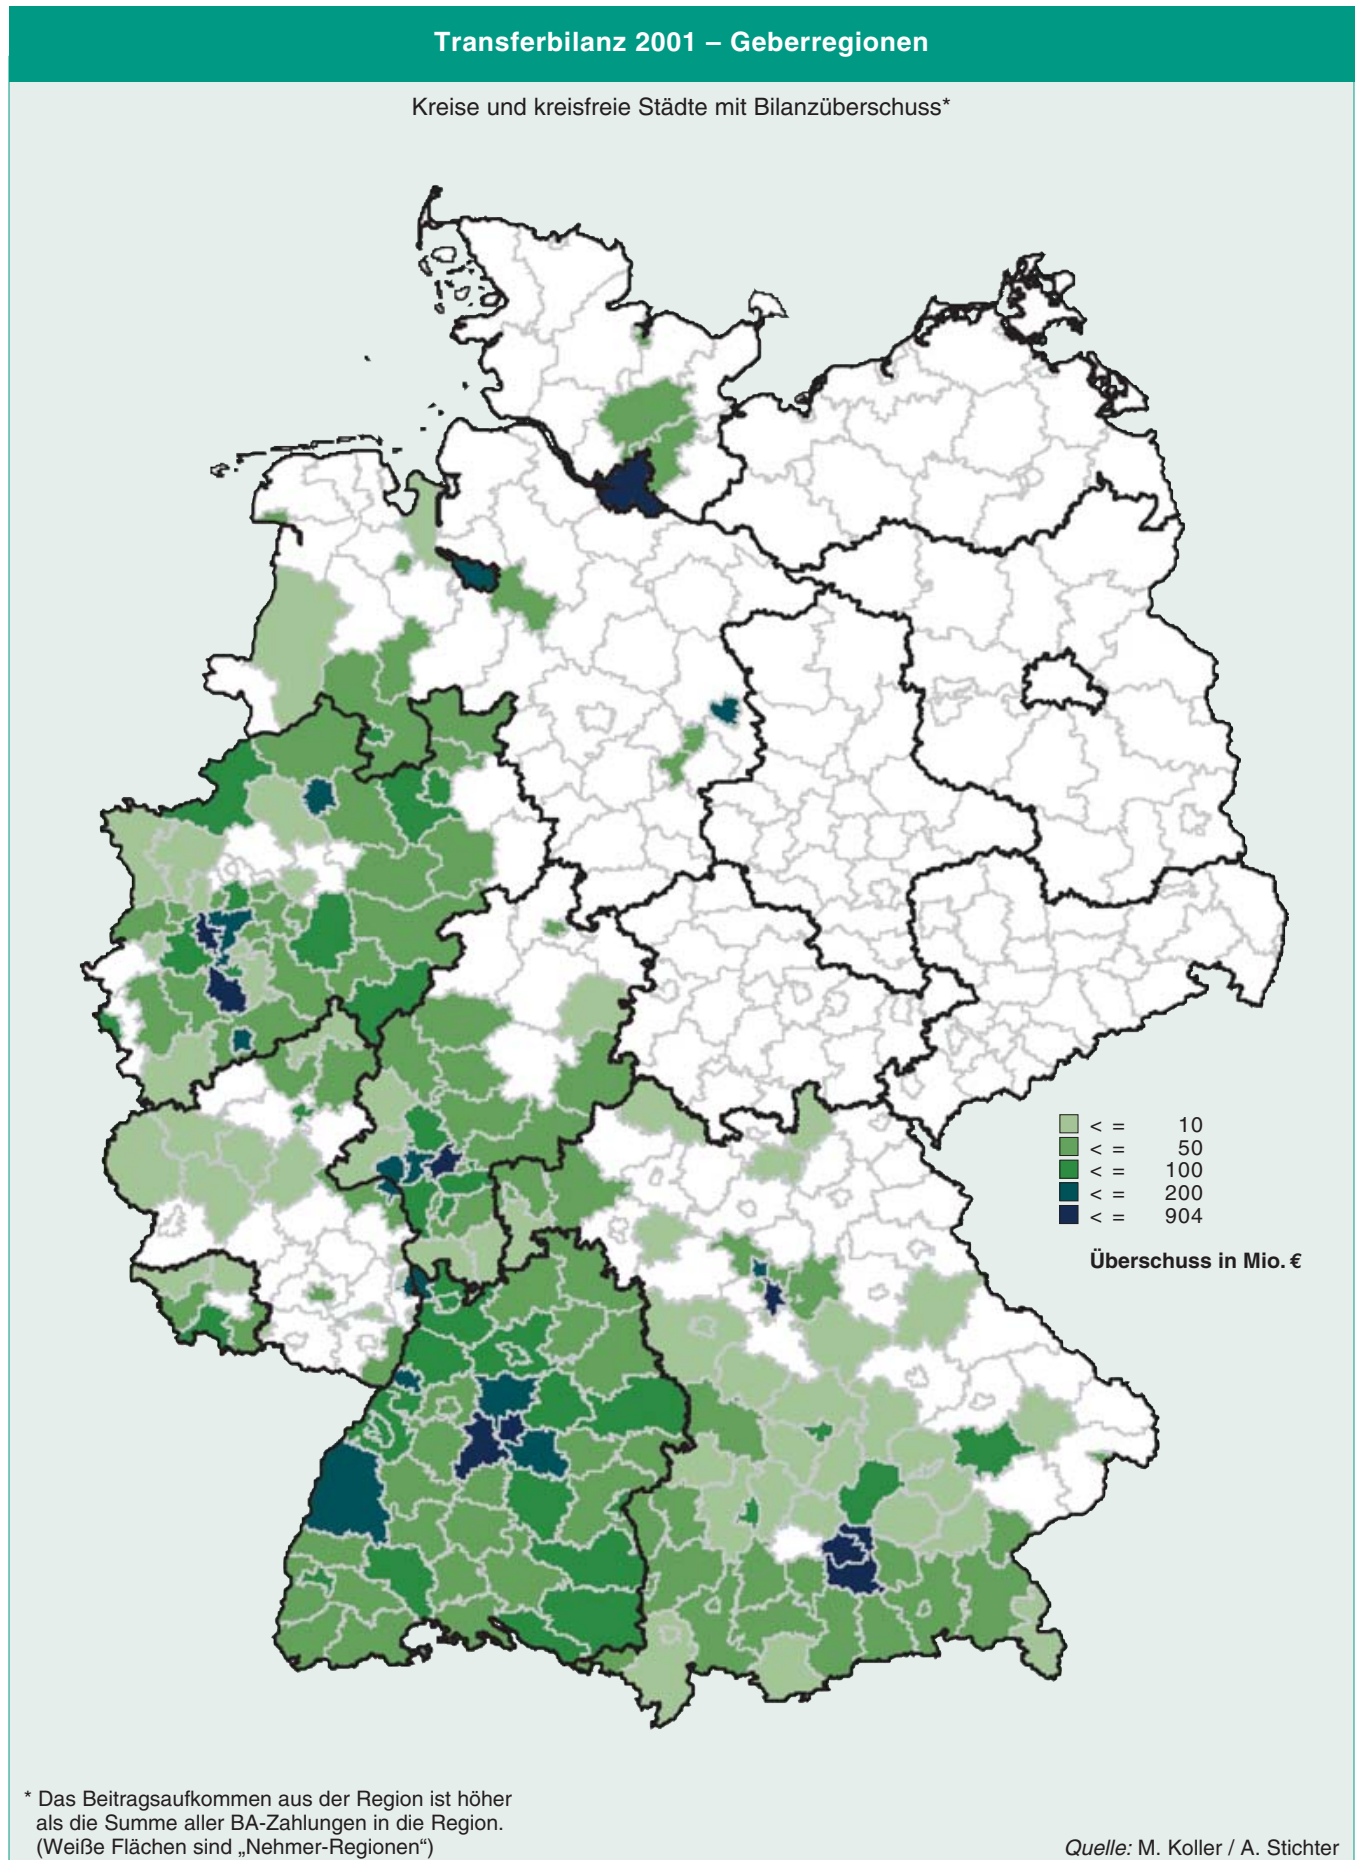 Transferbilanz 2001 – Geberregionen
Kreise und kreisfreie Städte mit Bilanzüberschuss*
< = 10
< = 50
< = 100
< = 200
< = 904
Überschuss in Mio. €
* Das Beitragsaufkommen aus der Region ist höher
als die Summe aller BA-Zahlungen in die Region.
(Weiße Flächen sind „Nehmer-Regionen“)
Quelle: M. Koller / A. Stichter